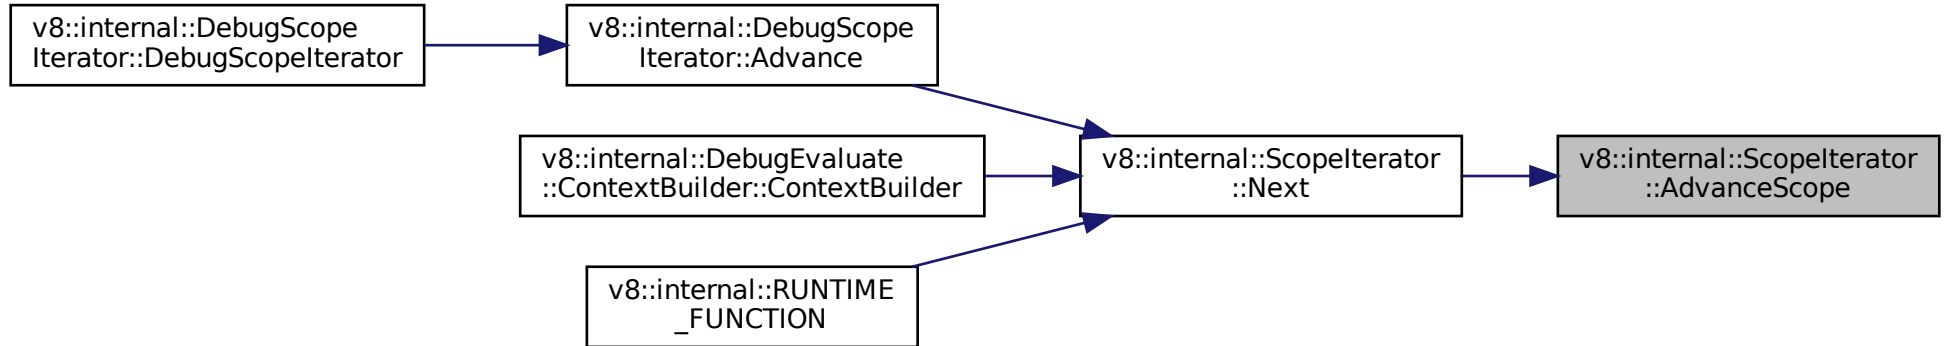 v8::internal::DebugScope
Iterator::DebugScopeIterator
v8::internal::DebugScope
Iterator::Advance
v8::internal::DebugEvaluate
::ContextBuilder::ContextBuilder
v8::internal::RUNTIME
_FUNCTION
v8::internal::ScopeIterator
::Next
v8::internal::ScopeIterator
::AdvanceScope